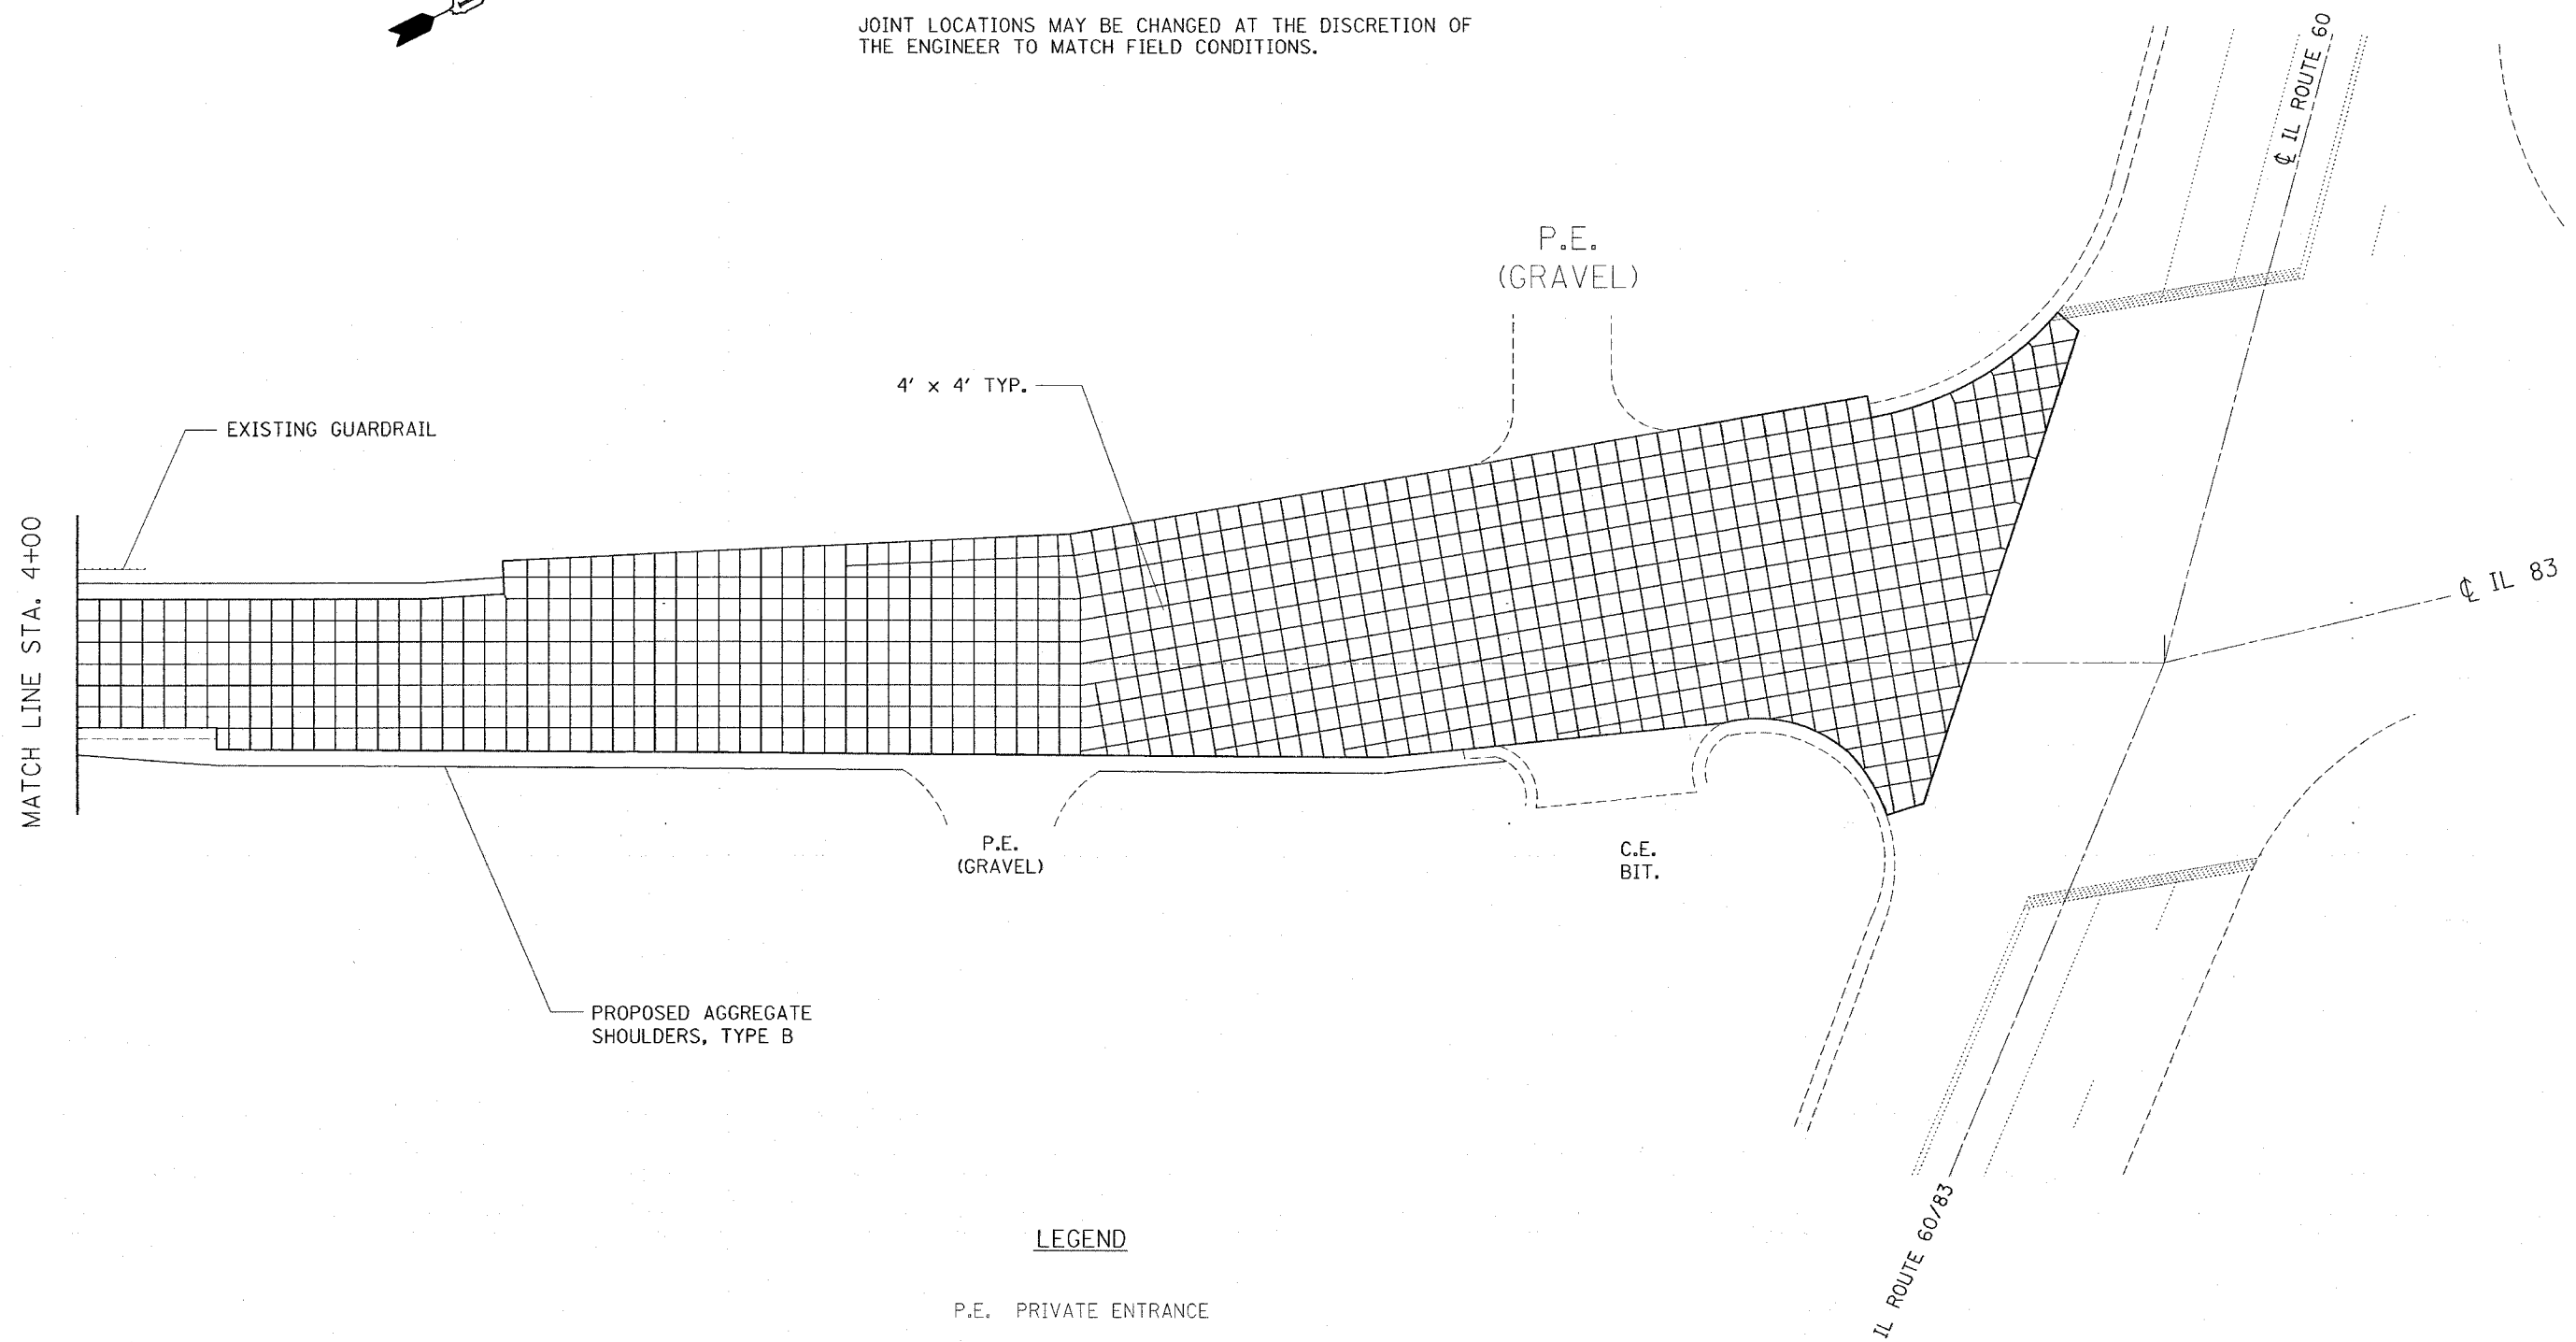 JOINT LOCATIONS MAY BE CHANGED AT THE DISCRETION OF
THE ENGINEER TO MATCH FIELD CONDITIONS.
℄ IL ROUTE 60
P.E.
(GRAVEL)
4' x 4' TYP.
EXISTING GUARDRAIL
MATCH LINE STA. 4+00
℄ IL 83
P.E.
(GRAVEL)
C.E.
BIT.
PROPOSED AGGREGATE
SHOULDERS, TYPE B
IL ROUTE 60/83
LEGEND
P.E. PRIVATE ENTRANCE